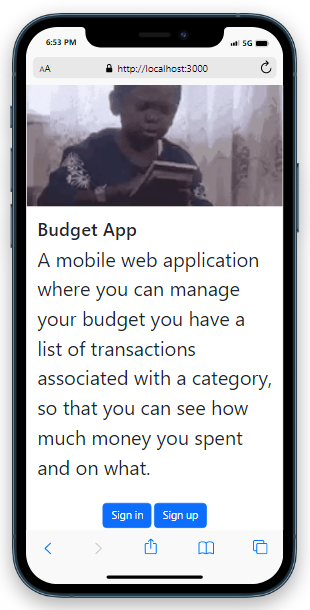 6:53 PM 5G
AA http://localhost:3000
Budget App
A mobile web application
where you can manage
your budget you have a
list of transactions
associated with a category,
so that you can see how
much money you spent
and on what.
Sign in Sign up